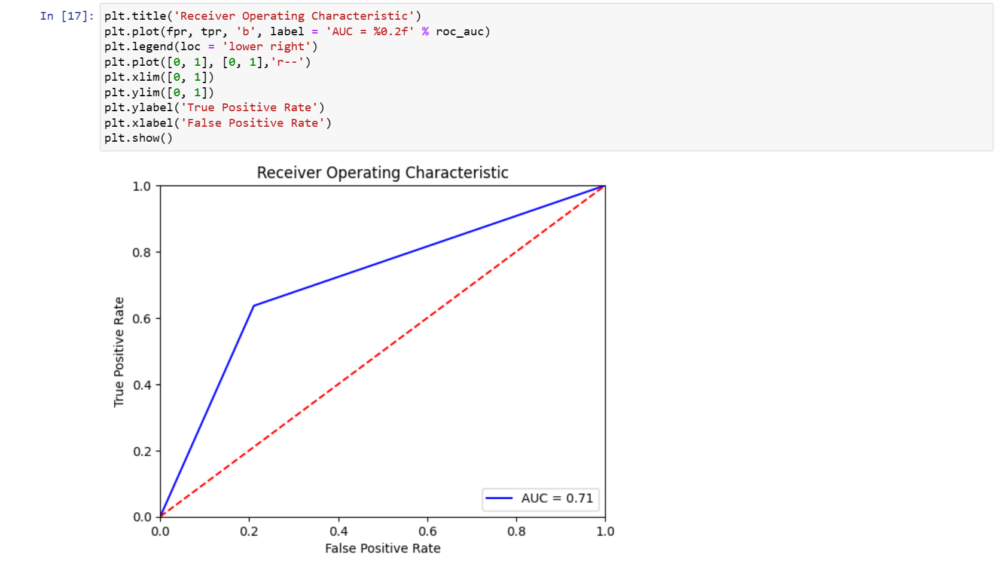 In [17]:
plt.title('Receiver Operating Characteristic')
plt.plot(fpr, tpr, 'b', label = 'AUC = %0.2f' % roc_auc)
plt.legend(loc = 'lower right')
plt.plot([0, 1], [0, 1],'r--')
plt.xlim([0, 1])
plt.ylim([0, 1])
plt.ylabel('True Positive Rate')
plt.xlabel('False Positive Rate')
plt.show()
Receiver Operating Characteristic
1.0
0.8
0.6
0.4
0.2
0.0
True Positive Rate
AUC = 0.71
0.0 0.2 0.4 0.6 0.8 1.0
False Positive Rate